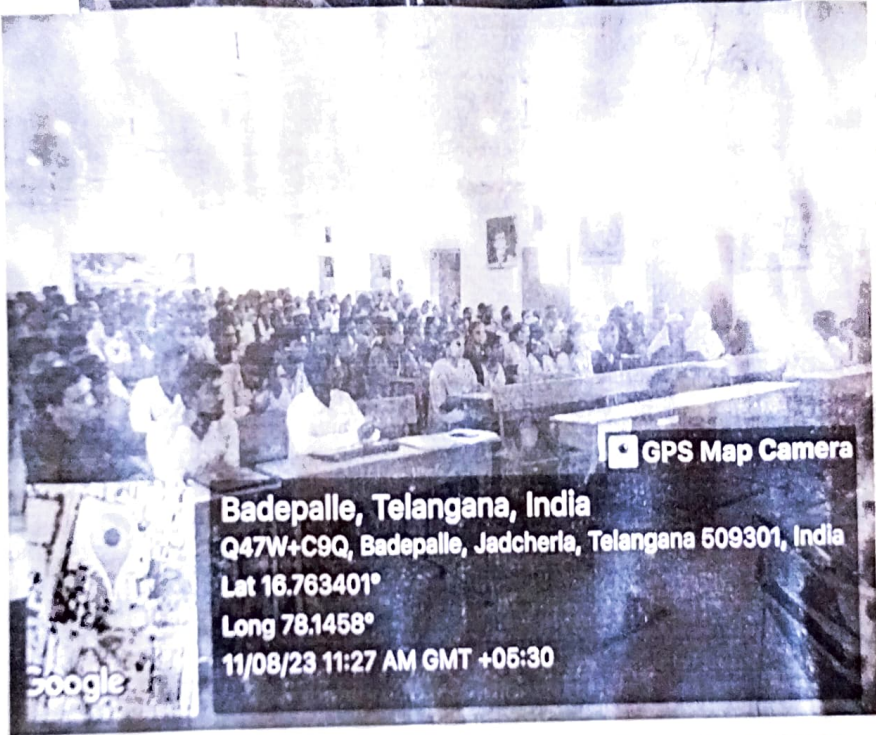 GPS Map Camera
Badepalle, Telangana, India
Q47W+C9Q, Badepalle, Jadcherla, Telangana 509301, India
Lat 16.763401°
Long 78.1458°
11/08/23 11:27 AM GMT +05:30
Google